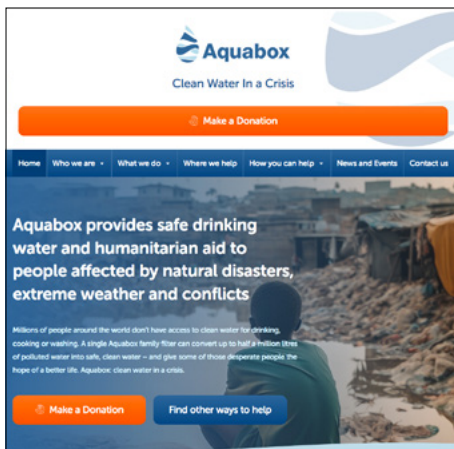 Aquabox
Clean Water In a Crisis
Make a Donation
Home Who we are What we do Where we help How you can help News and Events Contact us
Aquabox provides safe drinking
water and humanitarian aid to
people affected by natural disasters,
extreme weather and conflicts
Millions of people around the world don't have access to clean water for drinking,
cooking or washing. A single Aquabox family filter can convert up to half a million litres
of polluted water into safe, clean water – and give some of those desperate people the
hope of a better life. Aquabox: clean water in a crisis.
Make a Donation Find other ways to help